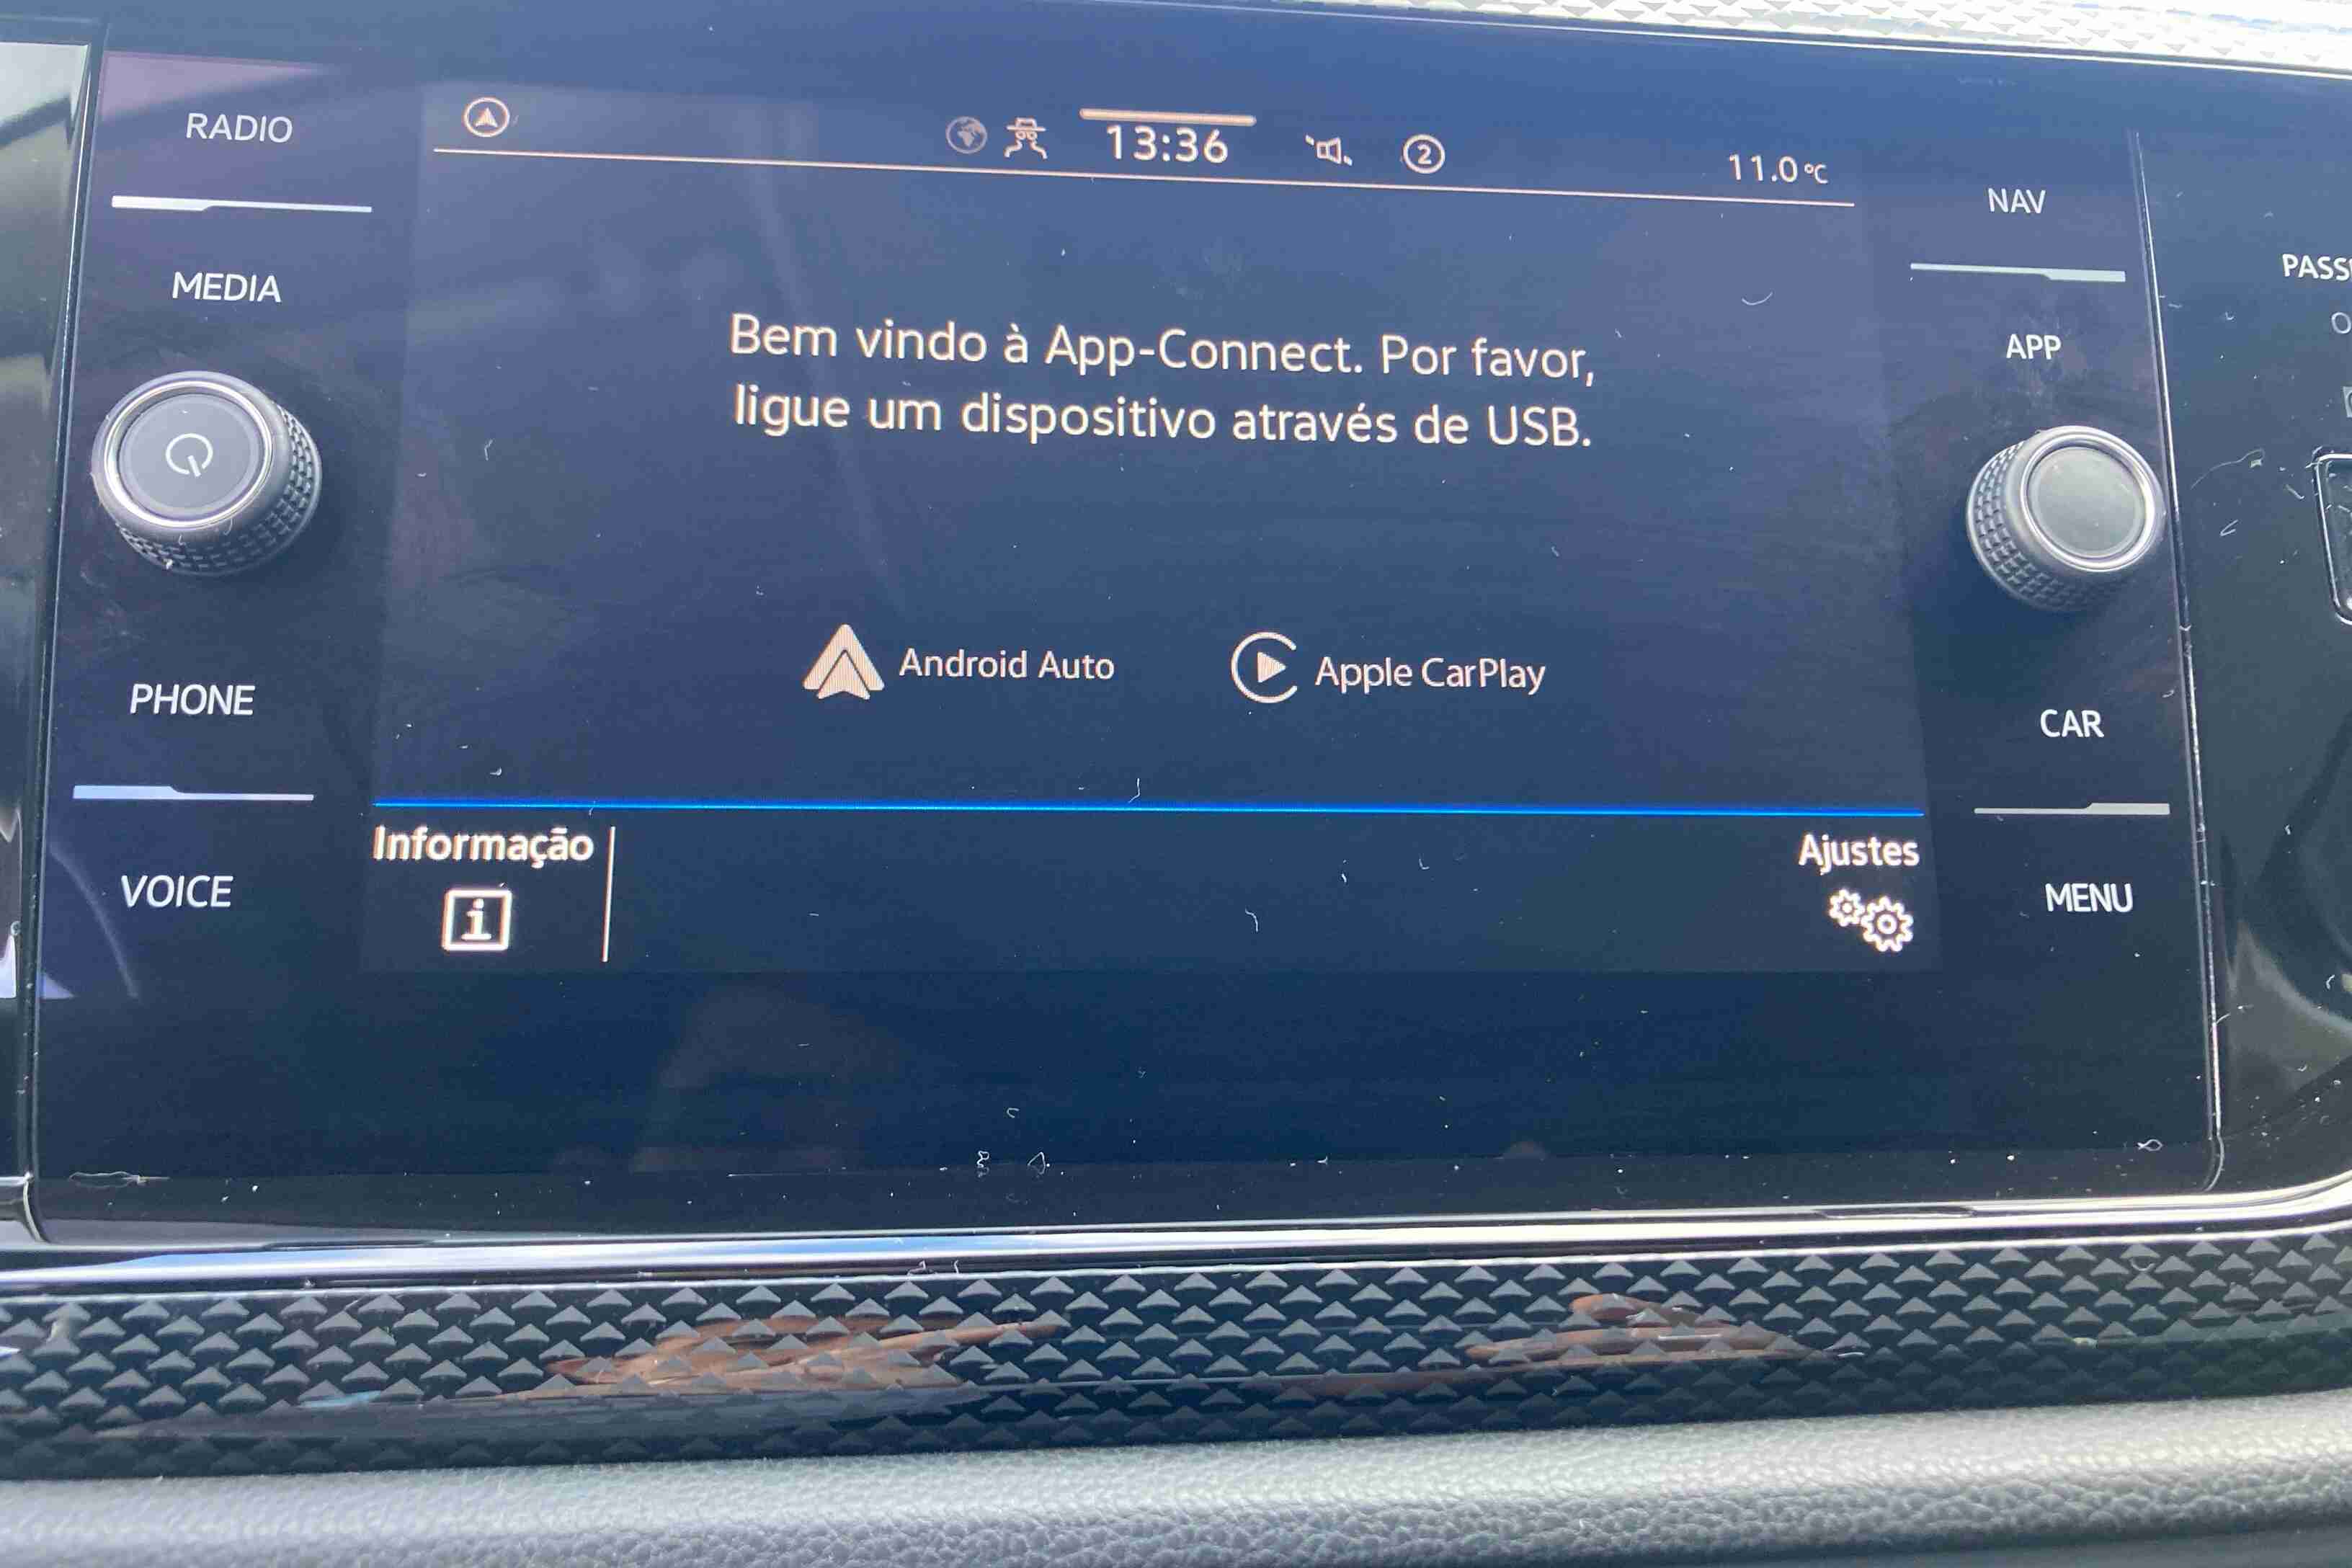 RADIO
MEDIA
PHONE
VOICE
13:36
2
11.0 °C
Bem vindo à App-Connect. Por favor,
ligue um dispositivo através de USB.
Android Auto
Apple CarPlay
Informação
i
Ajustes
NAV
APP
CAR
MENU